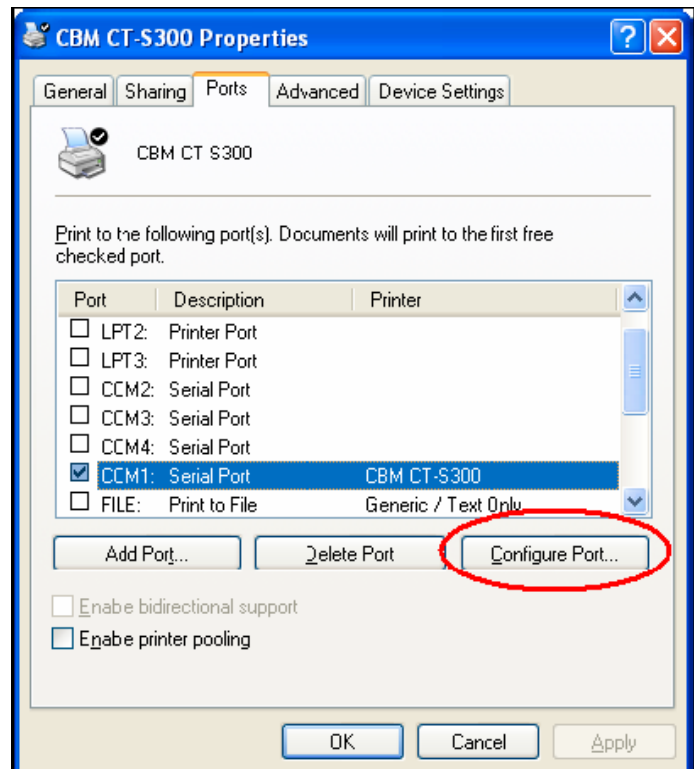 CBM CT-S300 Properties
General Sharing Ports Advanced Device Settings
CBM CT S300
Print to the following port(s). Documents will print to the first free
checked port.
Port Description Printer
LPT2: Printer Port
LPT3: Printer Port
CCM2: Serial Port
CCM3: Serial Port
CCM4: Serial Port
CCM1: Serial Port CBM CT-S300
FILE: Print to File Generic / Text Only
Add Port... Delete Port Configure Port...
Enabe bidirectional support
Enabe printer pooling
OK Cancel Apply